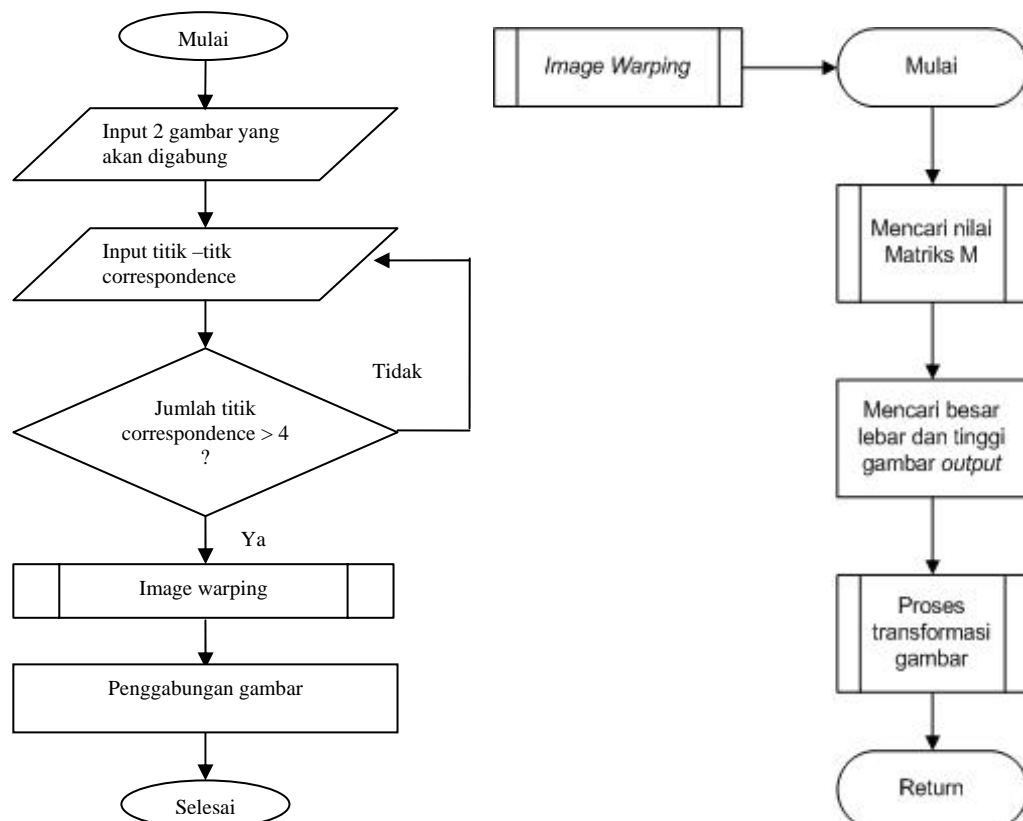 Mulai
Input 2 gambar yang
akan digabung
Input titik –titk
correspondence
Tidak
Jumlah titik
correspondence > 4
?
Ya
Image warping
Penggabungan gambar
Selesai
Image Warping
Mulai
Mencari nilai
Matriks M
Mencari besar
lebar dan tinggi
gambar output
Proses
transformasi
gambar
Return